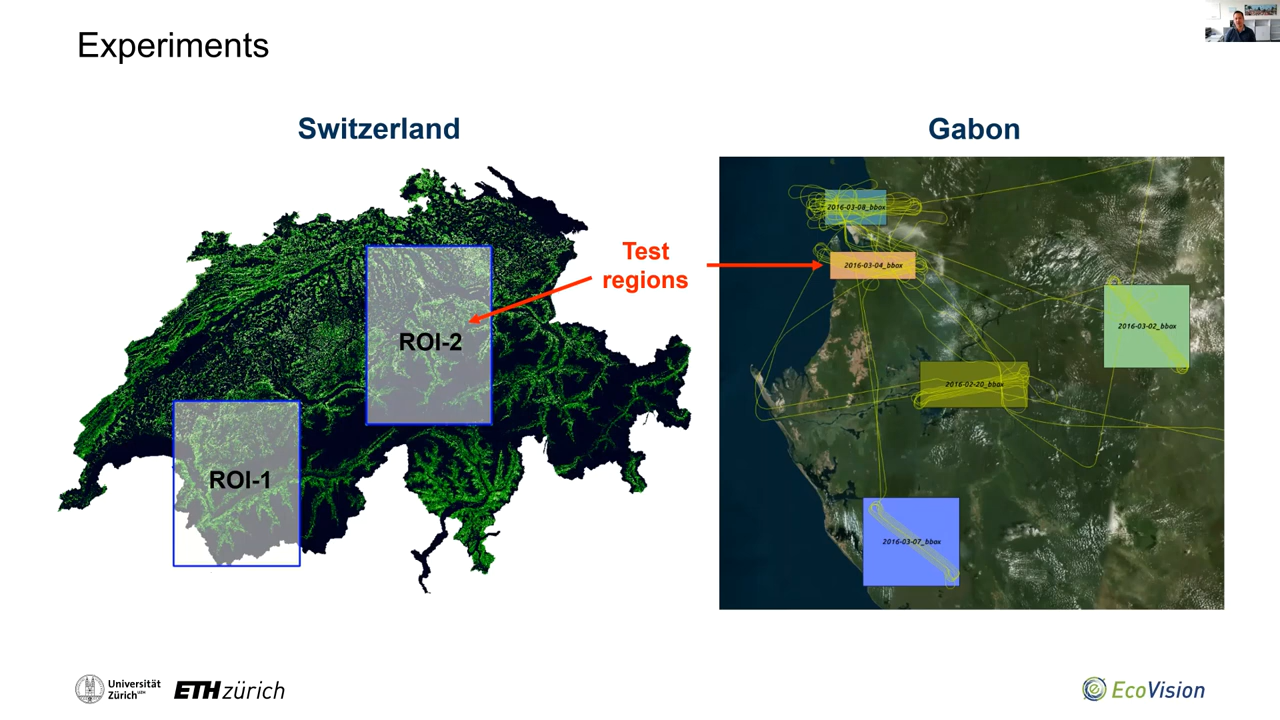 Experiments
Switzerland
Gabon
Test
regions
ROI-2
ROI-1
2016-03-08_bbox
2016-03-04_bbox
2016-03-02_bbox
2016-02-20_bbox
2016-03-07_bbox
Universität
Zürich UZH
ETH zürich
EcoVision